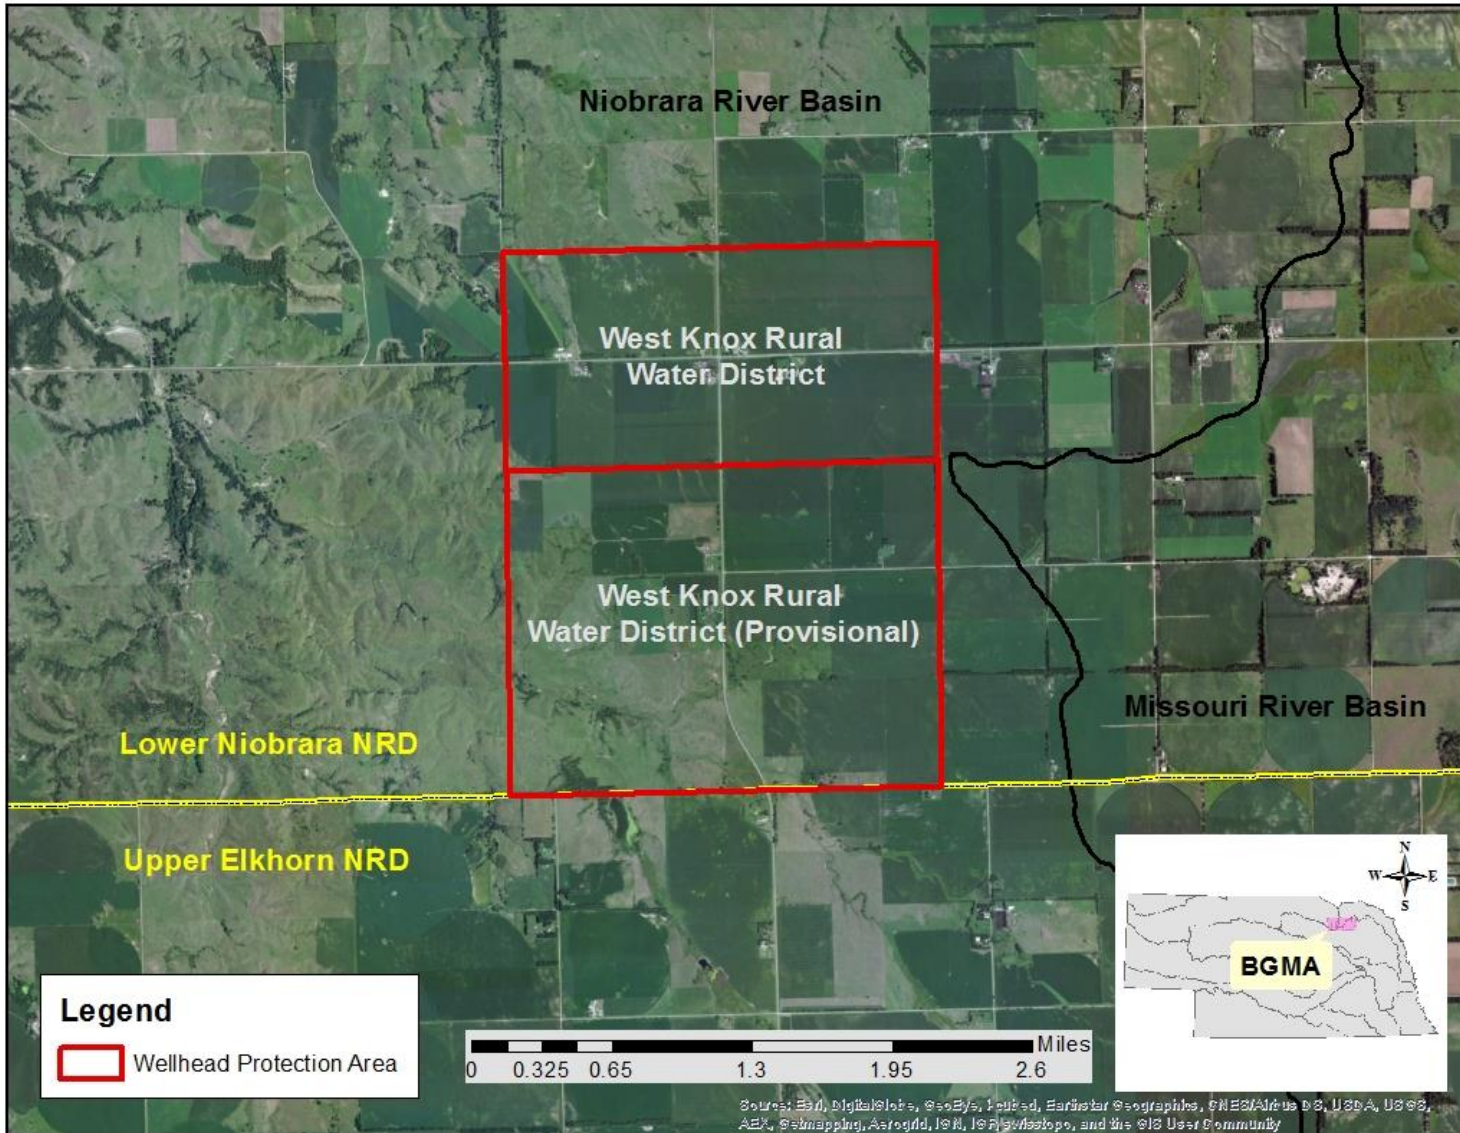 Niobrara River Basin
West Knox Rural
Water District
West Knox Rural
Water District (Provisional)
Missouri River Basin
Lower Niobrara NRD
Upper Elkhorn NRD
N
W E
S
BGMA
Legend
Wellhead Protection Area
Miles
0 0.325 0.65 1.3 1.95 2.6
Source: Esri, DigitalGlobe, GeoEye, i-cubed, Earthstar Geographics, CNES/Airbus DS, USDA, USGS,
AEX, Getmapping, Aerogrid, IGN, IGP, swisstopo, and the GIS User Community